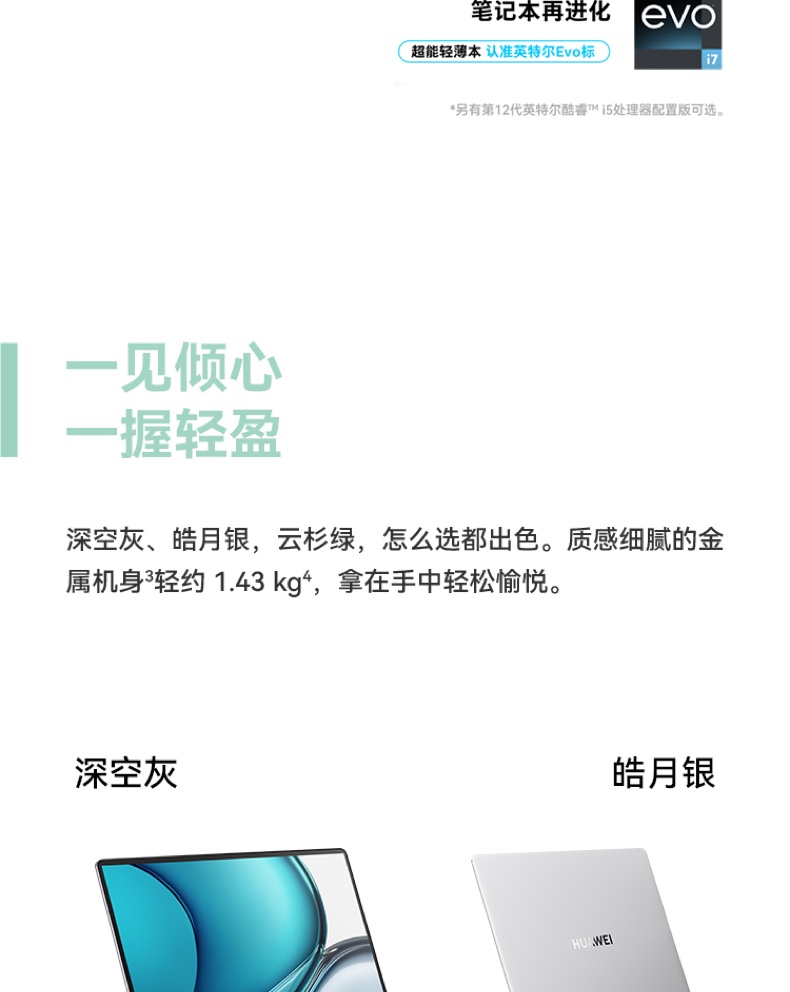 笔记本再进化
evo
超能轻薄本 认准英特尔Evo标
i7
*另有第12代英特尔酷睿™ i5处理器配置版可选。
一见倾心
一握轻盈
深空灰、皓月银，云杉绿，怎么选都出色。质感细腻的金
属机身³轻约 1.43 kg⁴，拿在手中轻松愉悦。
深空灰
皓月银
HUAWEI